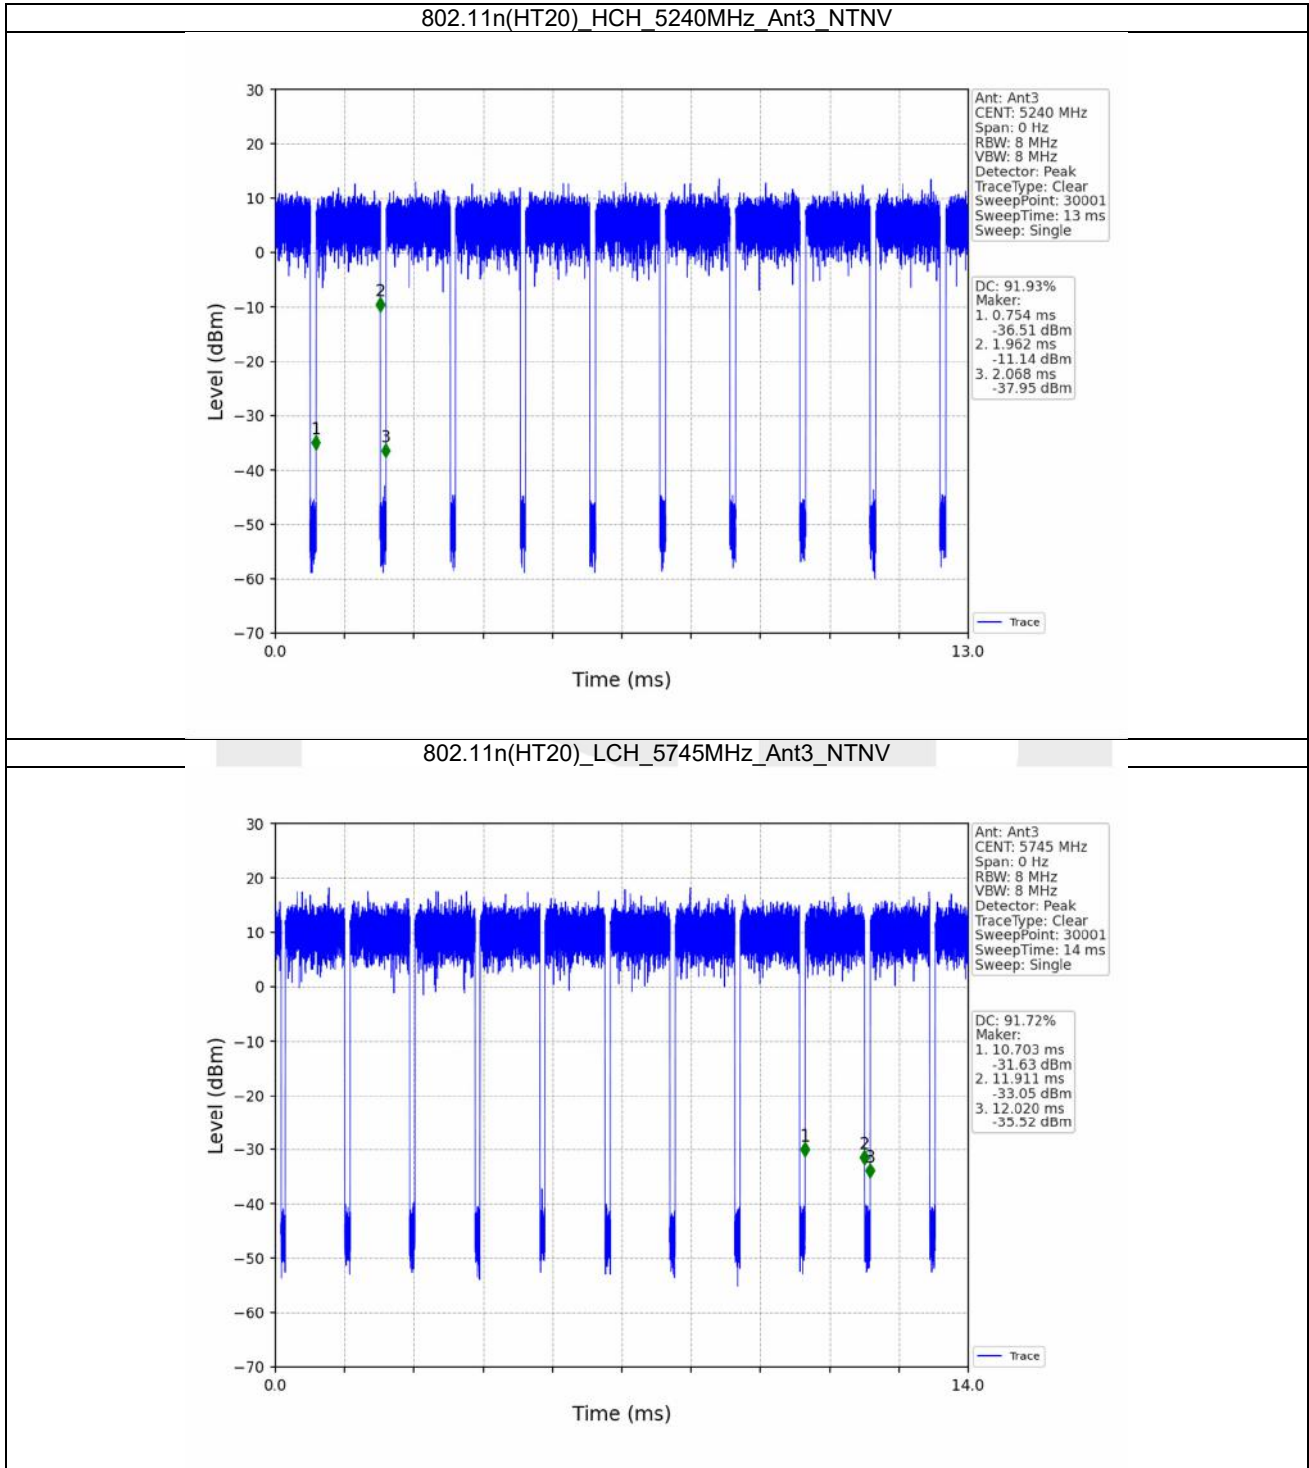 802.11n(HT20)_HCH_5240MHz_Ant3_NTNV
30
20
10
0
−10
−20
−30
−40
−50
−60
−70
Level (dBm)
1
2
3
0.0
13.0
Time (ms)
Ant: Ant3
CENT: 5240 MHz
Span: 0 Hz
RBW: 8 MHz
VBW: 8 MHz
Detector: Peak
TraceType: Clear
SweepPoint: 30001
SweepTime: 13 ms
Sweep: Single
DC: 91.93%
Maker:
1. 0.754 ms
-36.51 dBm
2. 1.962 ms
-11.14 dBm
3. 2.068 ms
-37.95 dBm
Trace
802.11n(HT20)_LCH_5745MHz_Ant3_NTNV
30
20
10
0
−10
−20
−30
−40
−50
−60
−70
Level (dBm)
1
2
3
0.0
14.0
Time (ms)
Ant: Ant3
CENT: 5745 MHz
Span: 0 Hz
RBW: 8 MHz
VBW: 8 MHz
Detector: Peak
TraceType: Clear
SweepPoint: 30001
SweepTime: 14 ms
Sweep: Single
DC: 91.72%
Maker:
1. 10.703 ms
-31.63 dBm
2. 11.911 ms
-33.05 dBm
3. 12.020 ms
-35.52 dBm
Trace